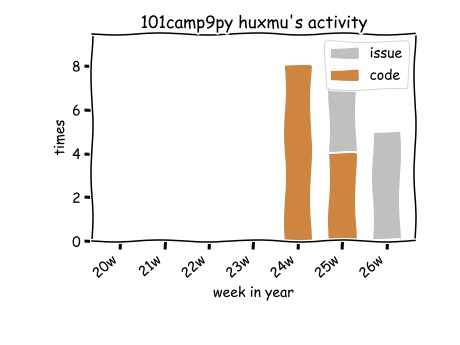 101camp9py huxmu's activity
issue
code
times
8
6
4
2
0
20w 21w 22w 23w 24w 25w 26w
week in year